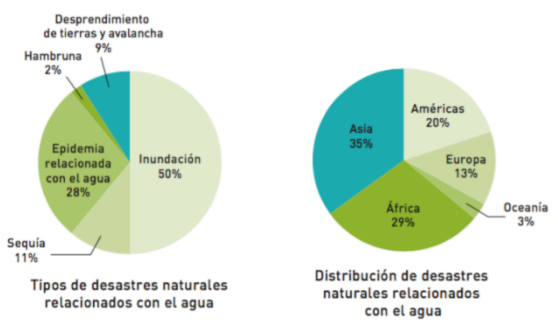 Desprendimiento
de tierras y avalancha
9%
Hambruna
2%
Epidemia
relacionada
con el agua
28%
Inundación
50%
Sequía
11%
Tipos de desastres naturales
relacionados con el agua
Américas
20%
Asia
35%
Europa
13%
Oceanía
3%
África
29%
Distribución de desastres
naturales relacionados
con el agua